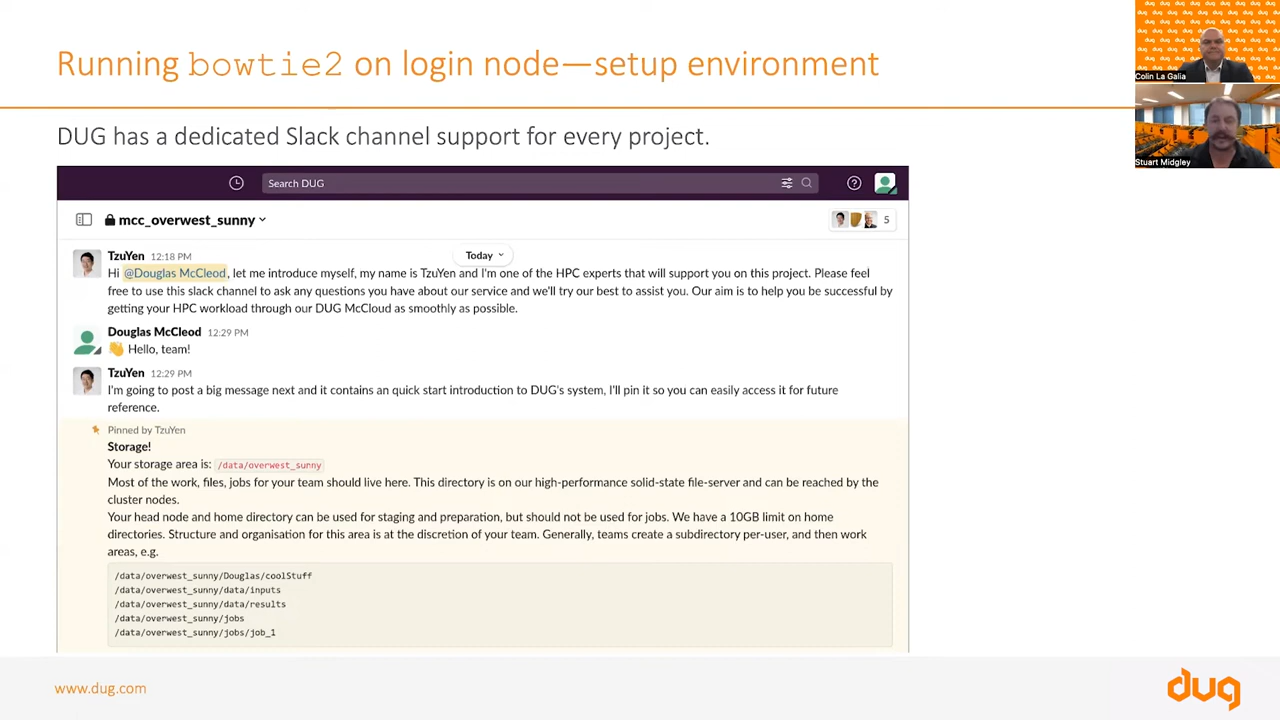 Running bowtie2 on login node—setup environment
DUG has a dedicated Slack channel support for every project.
Search DUG
mcc_overwest_sunny
5
TzuYen 12:18 PM
Today
Hi @Douglas McCleod, let me introduce myself, my name is TzuYen and I'm one of the HPC experts that will support you on this project. Please feel
free to use this slack channel to ask any questions you have about our service and we'll try our best to assist you. Our aim is to help you be successful by
getting your HPC workload through our DUG McCloud as smoothly as possible.
Douglas McCleod 12:29 PM
Hello, team!
TzuYen 12:29 PM
I'm going to post a big message next and it contains an quick start introduction to DUG's system, I'll pin it so you can easily access it for future
reference.
Pinned by TzuYen
Storage!
Your storage area is: /data/overwest_sunny
Most of the work, files, jobs for your team should live here. This directory is on our high-performance solid-state file-server and can be reached by the
cluster nodes.
Your head node and home directory can be used for staging and preparation, but should not be used for jobs. We have a 10GB limit on home
directories. Structure and organisation for this area is at the discretion of your team. Generally, teams create a subdirectory per-user, and then work
areas, e.g.
/data/overwest_sunny/Douglas/coolStuff
/data/overwest_sunny/data/inputs
/data/overwest_sunny/data/results
/data/overwest_sunny/jobs
/data/overwest_sunny/jobs/job_1
www.dug.com
dug
Colin La Galia
Stuart Midgley